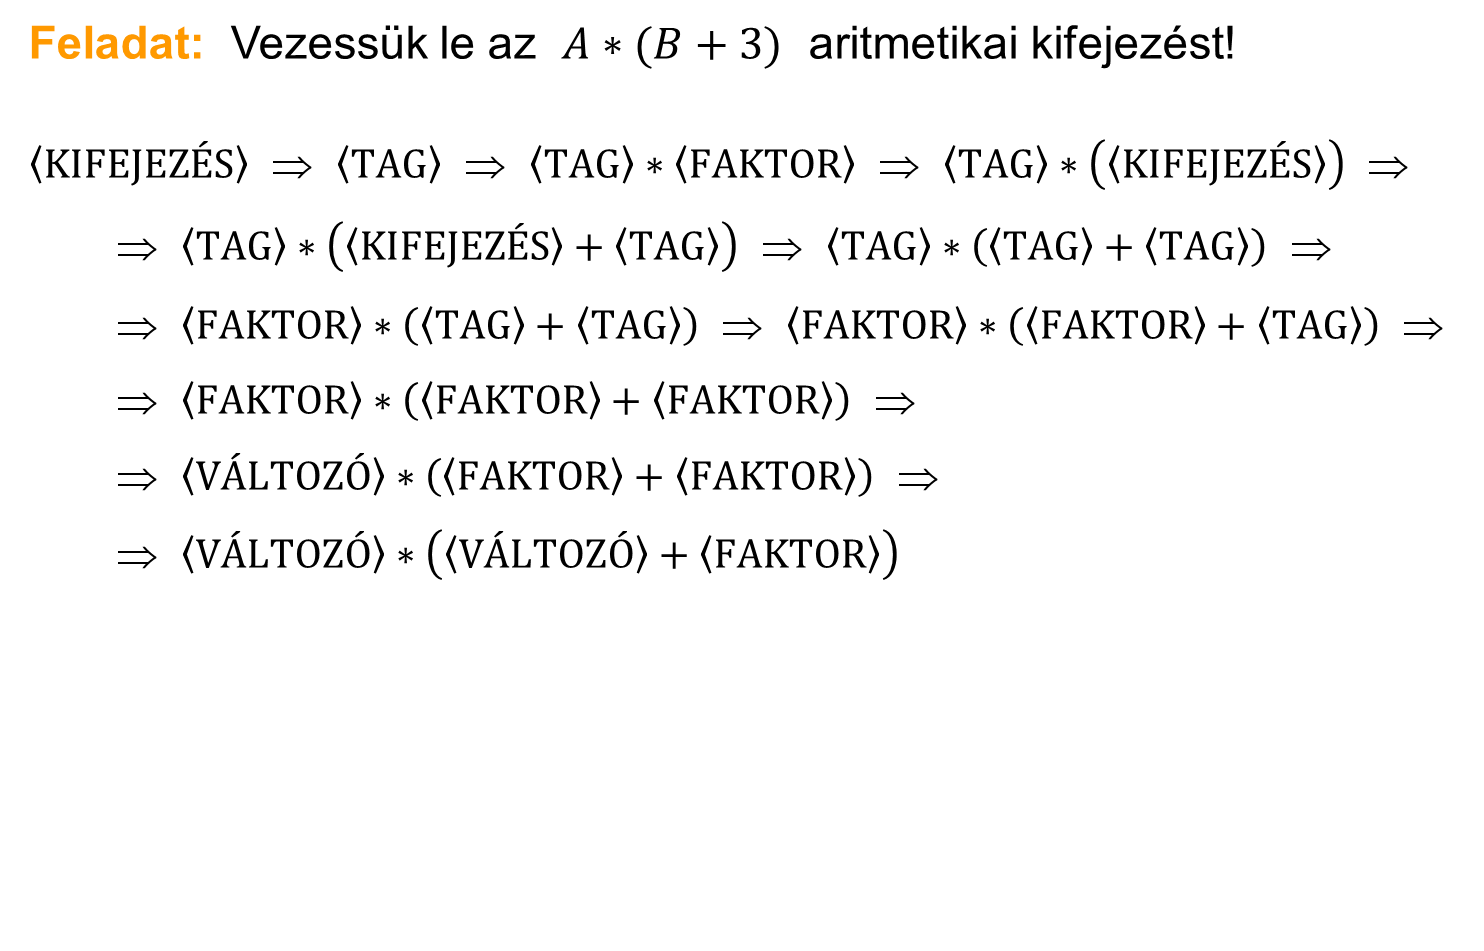 Feladat: Vezessük le az A ∗ (B + 3) aritmetikai kifejezést!
⟨KIFEJEZÉS⟩ ⇒ ⟨TAG⟩ ⇒ ⟨TAG⟩ ∗ ⟨FAKTOR⟩ ⇒ ⟨TAG⟩ ∗ (⟨KIFEJEZÉS⟩) ⇒
⇒ ⟨TAG⟩ ∗ (⟨KIFEJEZÉS⟩ + ⟨TAG⟩) ⇒ ⟨TAG⟩ ∗ (⟨TAG⟩ + ⟨TAG⟩) ⇒
⇒ ⟨FAKTOR⟩ ∗ (⟨TAG⟩ + ⟨TAG⟩) ⇒ ⟨FAKTOR⟩ ∗ (⟨FAKTOR⟩ + ⟨TAG⟩) ⇒
⇒ ⟨FAKTOR⟩ ∗ (⟨FAKTOR⟩ + ⟨FAKTOR⟩) ⇒
⇒ ⟨VÁLTOZÓ⟩ ∗ (⟨FAKTOR⟩ + ⟨FAKTOR⟩) ⇒
⇒ ⟨VÁLTOZÓ⟩ ∗ (⟨VÁLTOZÓ⟩ + ⟨FAKTOR⟩)